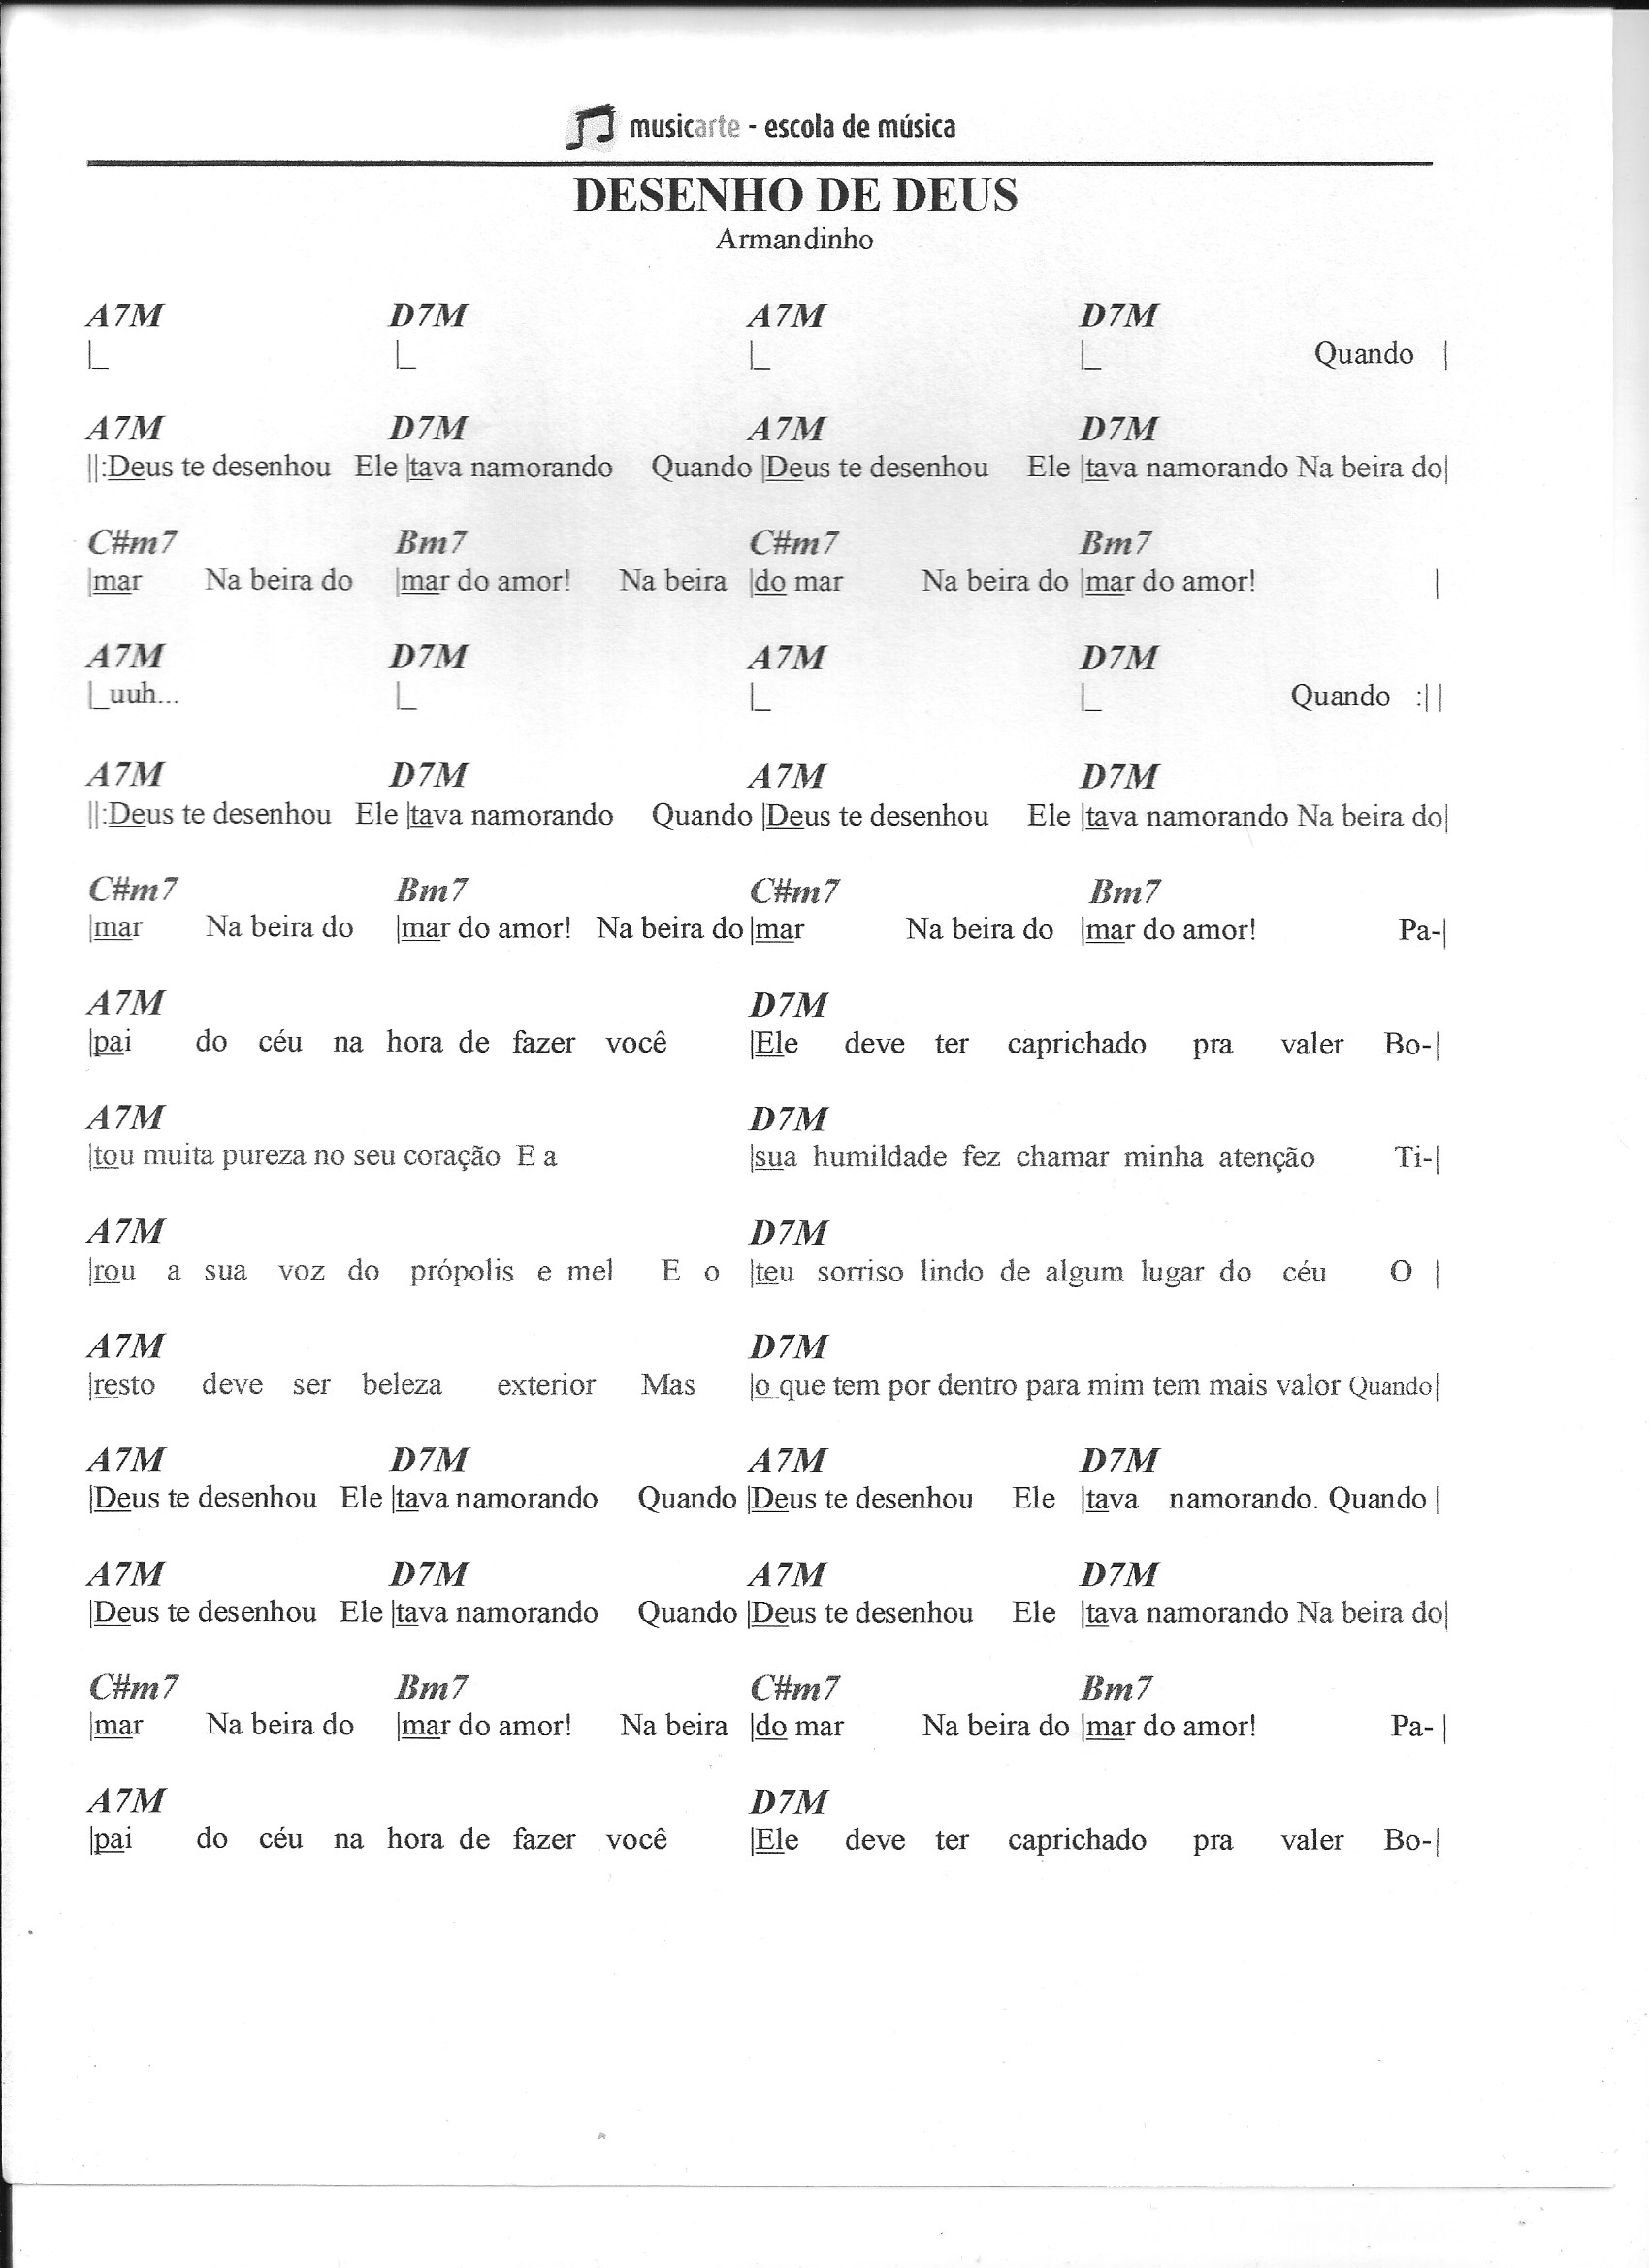 musicarte - escola de música
DESENHO DE DEUS
Armandinho
A7M D7M A7M D7M
|_ |_ |_ |_ Quando |
A7M D7M A7M D7M
||:Deus te desenhou Ele |tava namorando Quando |Deus te desenhou Ele |tava namorando Na beira do|
C#m7 Bm7 C#m7 Bm7
|mar Na beira do |mar do amor! Na beira |do mar Na beira do |mar do amor! |
A7M D7M A7M D7M
|_uuh... |_ |_ |_ Quando :||
A7M D7M A7M D7M
||:Deus te desenhou Ele |tava namorando Quando |Deus te desenhou Ele |tava namorando Na beira do|
C#m7 Bm7 C#m7 Bm7
|mar Na beira do |mar do amor! Na beira do |mar Na beira do |mar do amor! Pa-|
A7M D7M
|pai do céu na hora de fazer você |Ele deve ter caprichado pra valer Bo-|
A7M D7M
|tou muita pureza no seu coração E a |sua humildade fez chamar minha atenção Ti-|
A7M D7M
|rou a sua voz do própolis e mel E o |teu sorriso lindo de algum lugar do céu O |
A7M D7M
|resto deve ser beleza exterior Mas |o que tem por dentro para mim tem mais valor Quando|
A7M D7M A7M D7M
|Deus te desenhou Ele |tava namorando Quando |Deus te desenhou Ele |tava namorando. Quando |
A7M D7M A7M D7M
|Deus te desenhou Ele |tava namorando Quando |Deus te desenhou Ele |tava namorando Na beira do|
C#m7 Bm7 C#m7 Bm7
|mar Na beira do |mar do amor! Na beira |do mar Na beira do |mar do amor! Pa- |
A7M D7M
|pai do céu na hora de fazer você |Ele deve ter caprichado pra valer Bo-|